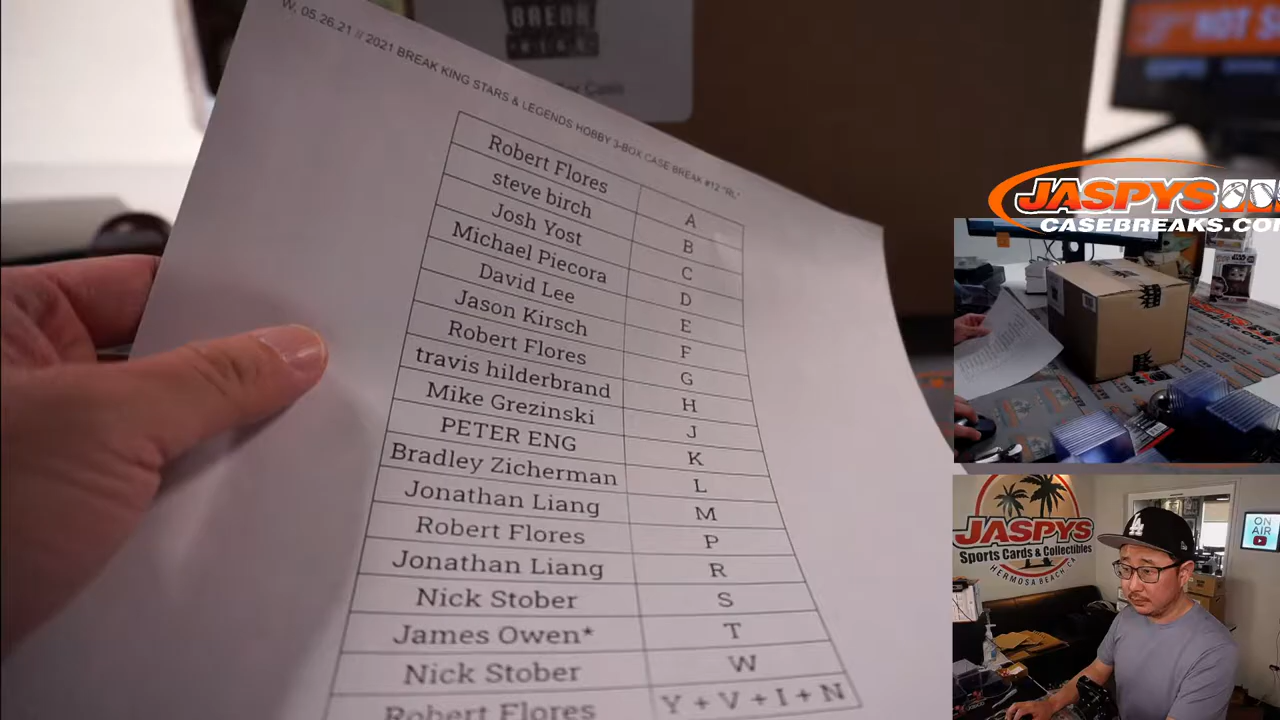 W, 05.26.21 // 2021 BREAK KING STARS & LEGENDS HOBBY 3-BOX CASE BREAK #12 "RL"
Robert Flores A
steve birch B
Josh Yost C
Michael Piecora D
David Lee E
Jason Kirsch F
Robert Flores G
travis hilderbrand H
Mike Grezinski J
PETER ENG K
Bradley Zicherman L
Jonathan Liang M
Robert Flores P
Jonathan Liang R
Nick Stober S
James Owen* T
Nick Stober W
Robert Flores Y + V + I + N
BREAK
HOT S
JASPYS
CASEBREAKS.CO
JASPYS
Sports Cards & Collectibles
HERMOSA BEACH, CA
LA
ON
AIR